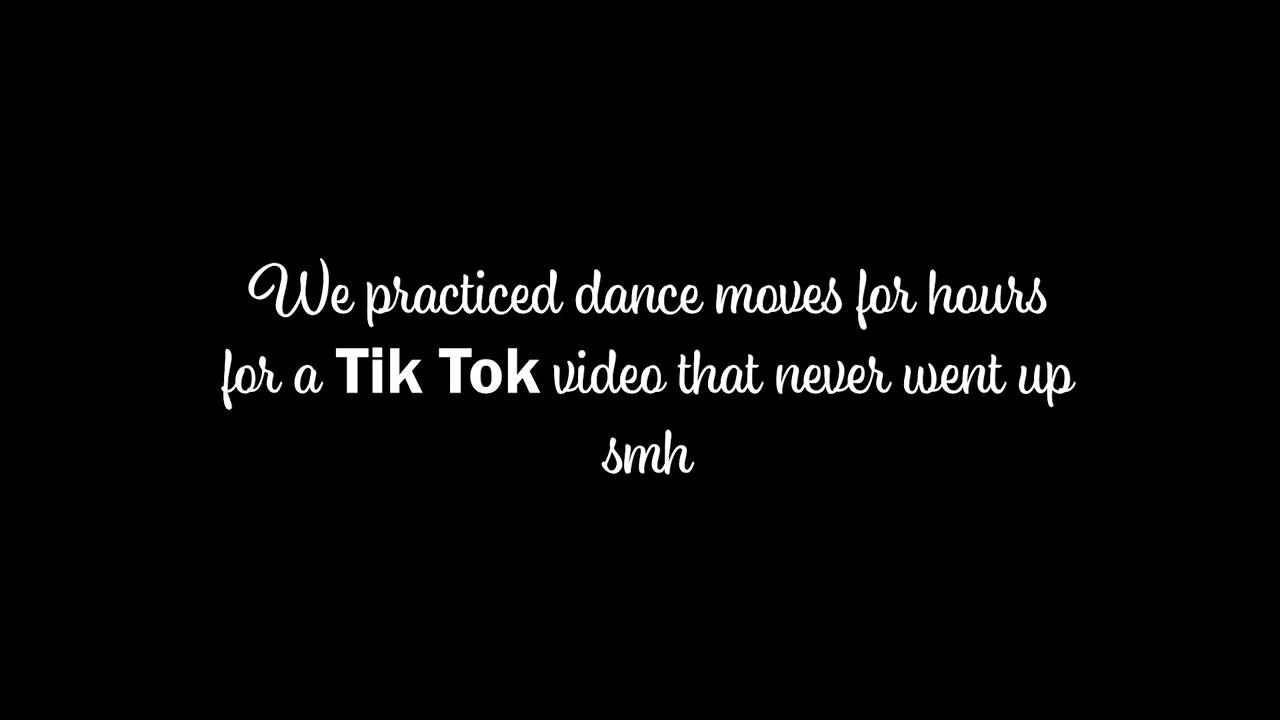 We practiced dance moves for hours
for a Tik Tok video that never went up
smh